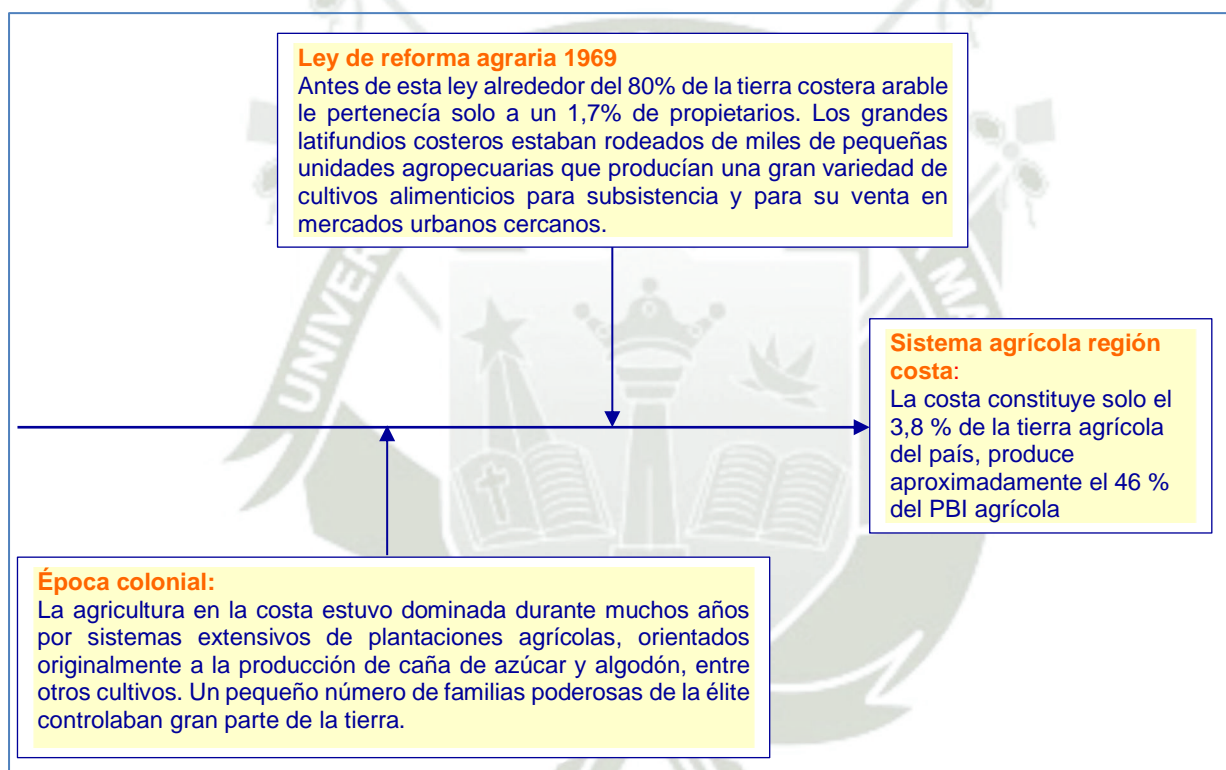 Ley de reforma agraria 1969
Antes de esta ley alrededor del 80% de la tierra costera arable
le pertenecía solo a un 1,7% de propietarios. Los grandes
latifundios costeros estaban rodeados de miles de pequeñas
unidades agropecuarias que producían una gran variedad de
cultivos alimenticios para subsistencia y para su venta en
mercados urbanos cercanos.
Sistema agrícola región
costa:
La costa constituye solo el
3,8 % de la tierra agrícola
del país, produce
aproximadamente el 46 %
del PBI agrícola
Época colonial:
La agricultura en la costa estuvo dominada durante muchos años
por sistemas extensivos de plantaciones agrícolas, orientados
originalmente a la producción de caña de azúcar y algodón, entre
otros cultivos. Un pequeño número de familias poderosas de la élite
controlaban gran parte de la tierra.